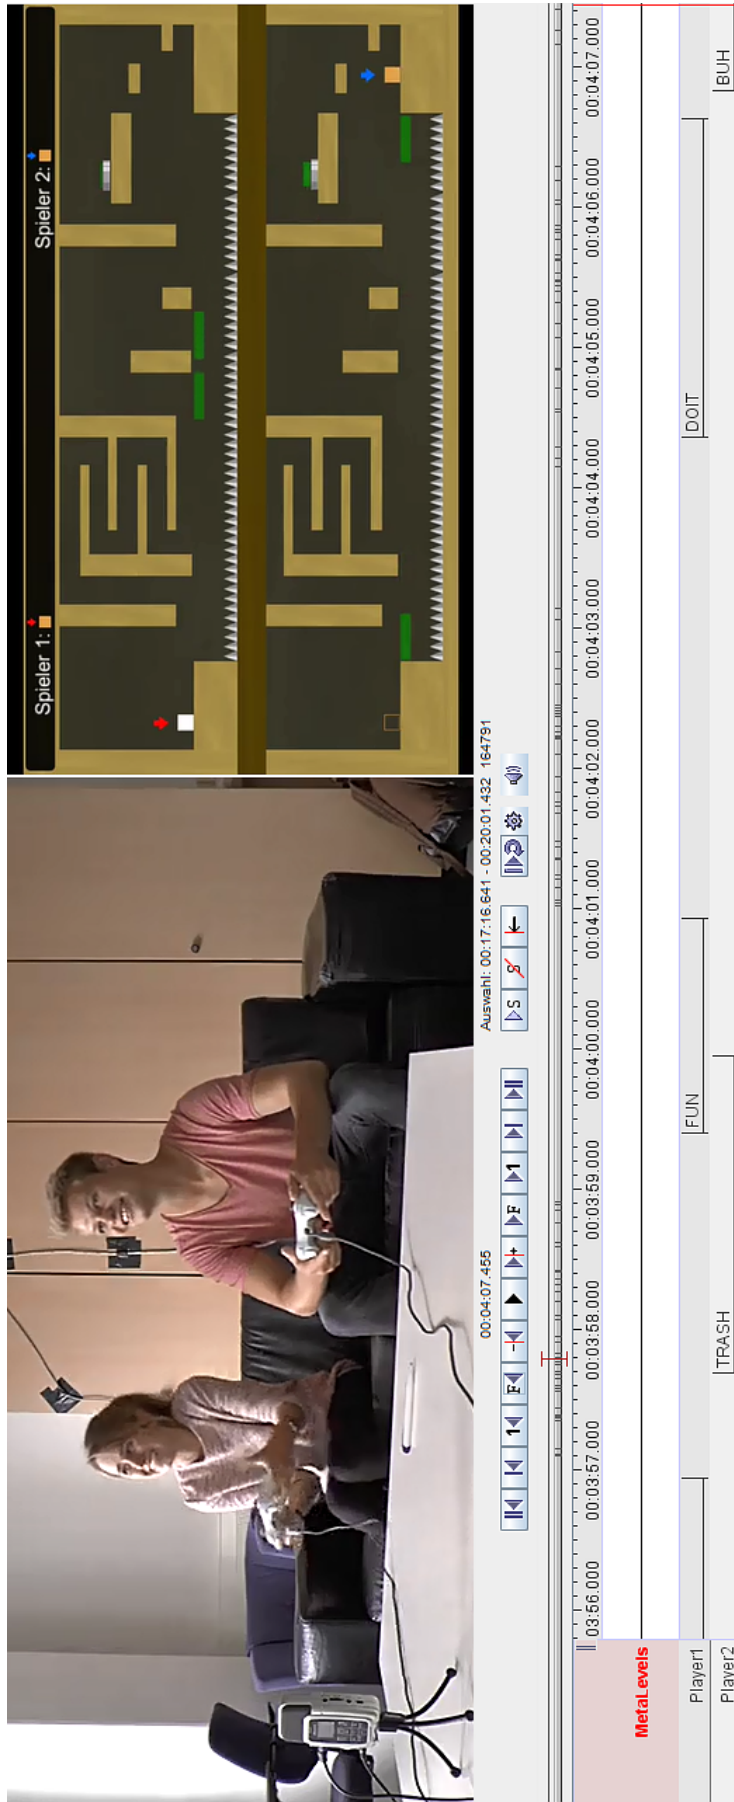 Spieler 1:
Spieler 2:
00:04:07.455
Auswahl: 00:17:16.641 - 00:20:01.432 164791
1
F
F
1
S
S
03:56.000
00:03:57.000
00:03:58.000
00:03:59.000
00:04:00.000
00:04:01.000
00:04:02.000
00:04:03.000
00:04:04.000
00:04:05.000
00:04:06.000
00:04:07.000
MetaLevels
Player1
FUN
DOIT
Player2
TRASH
BUH